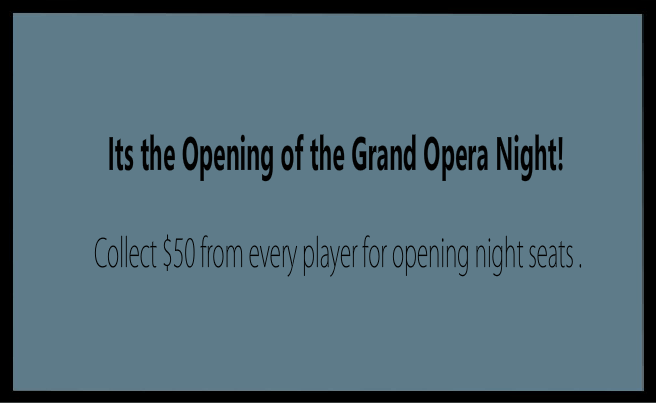 Its the Opening of the Grand Opera Night!
Collect $50 from every player for opening night seats .